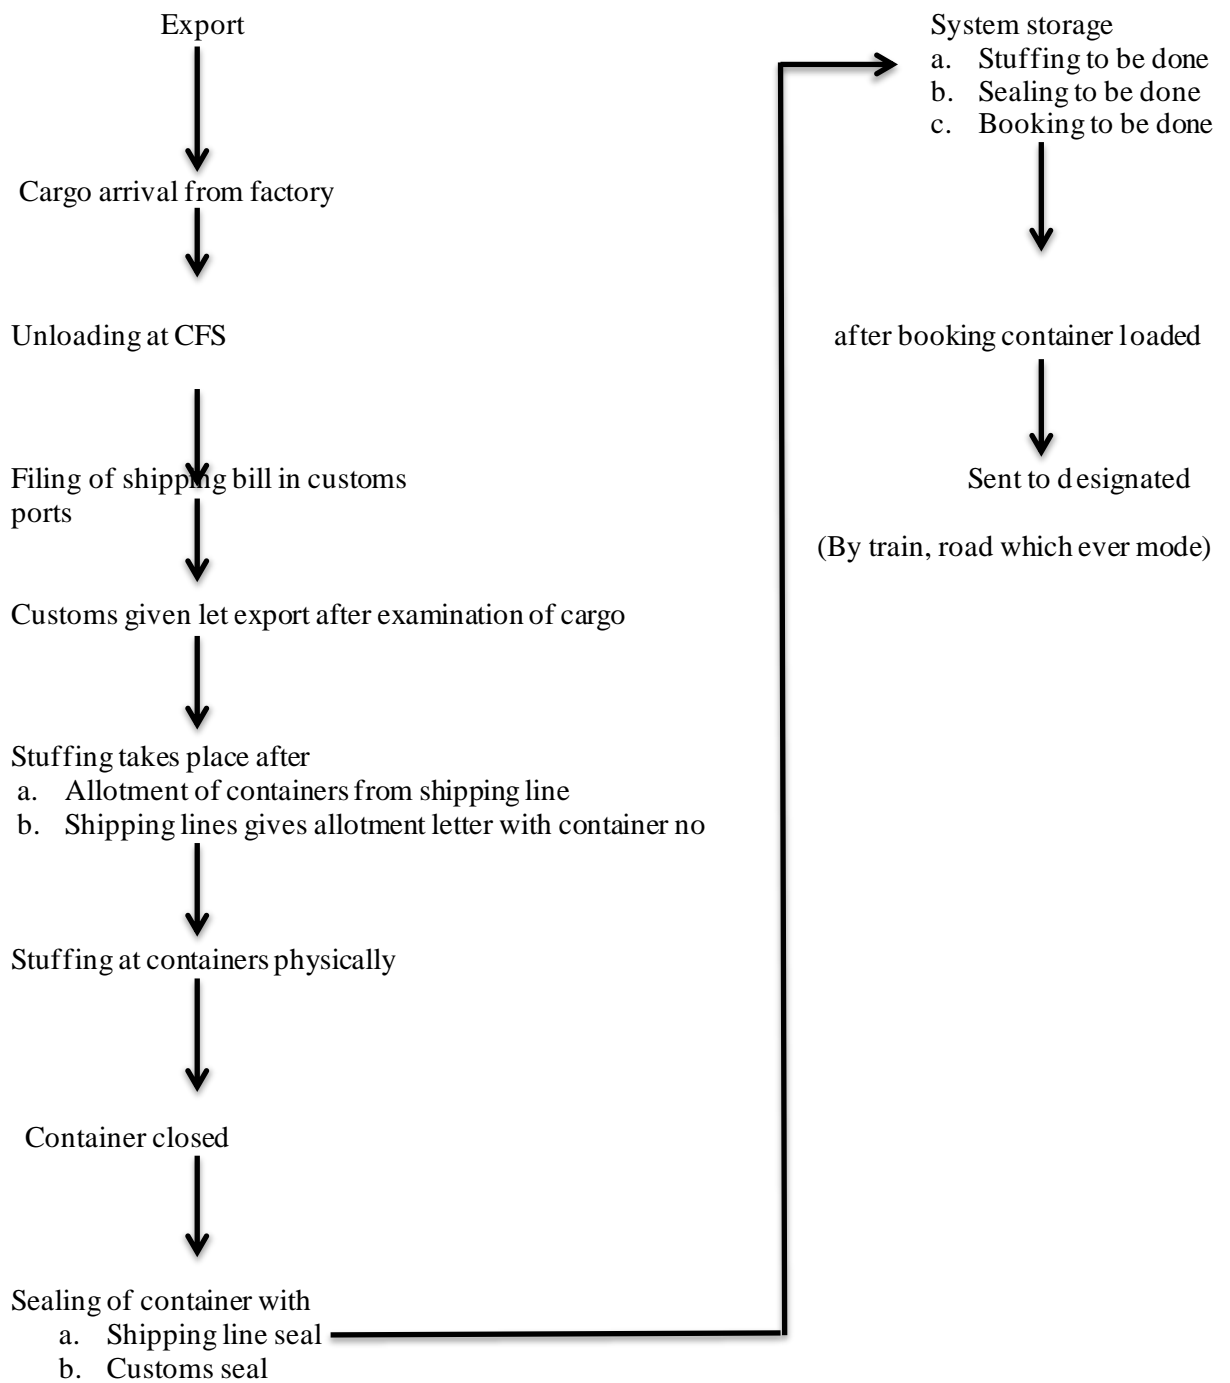 Export
Cargo arrival from factory
Unloading at CFS
Filing of shipping bill in customs
ports
Customs given let export after examination of cargo
Stuffing takes place after
a. Allotment of containers from shipping line
b. Shipping lines gives allotment letter with container no
Stuffing at containers physically
Container closed
Sealing of container with
a. Shipping line seal
b. Customs seal
System storage
a. Stuffing to be done
b. Sealing to be done
c. Booking to be done
after booking container loaded
Sent to designated
(By train, road which ever mode)